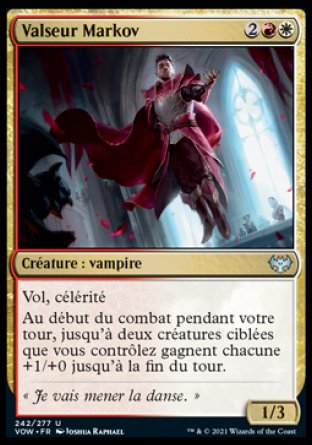 Valseur Markov 2
Créature : vampire
Vol, célérité
Au début du combat pendant votre
tour, jusqu'à deux créatures ciblées
que vous contrôlez gagnent chacune
+1/+0 jusqu'à la fin du tour.
« Je vais mener la danse. »
1/3
242/277 U
VOW • FR Joshua Raphael
™ & © 2021 Wizards of the Coast